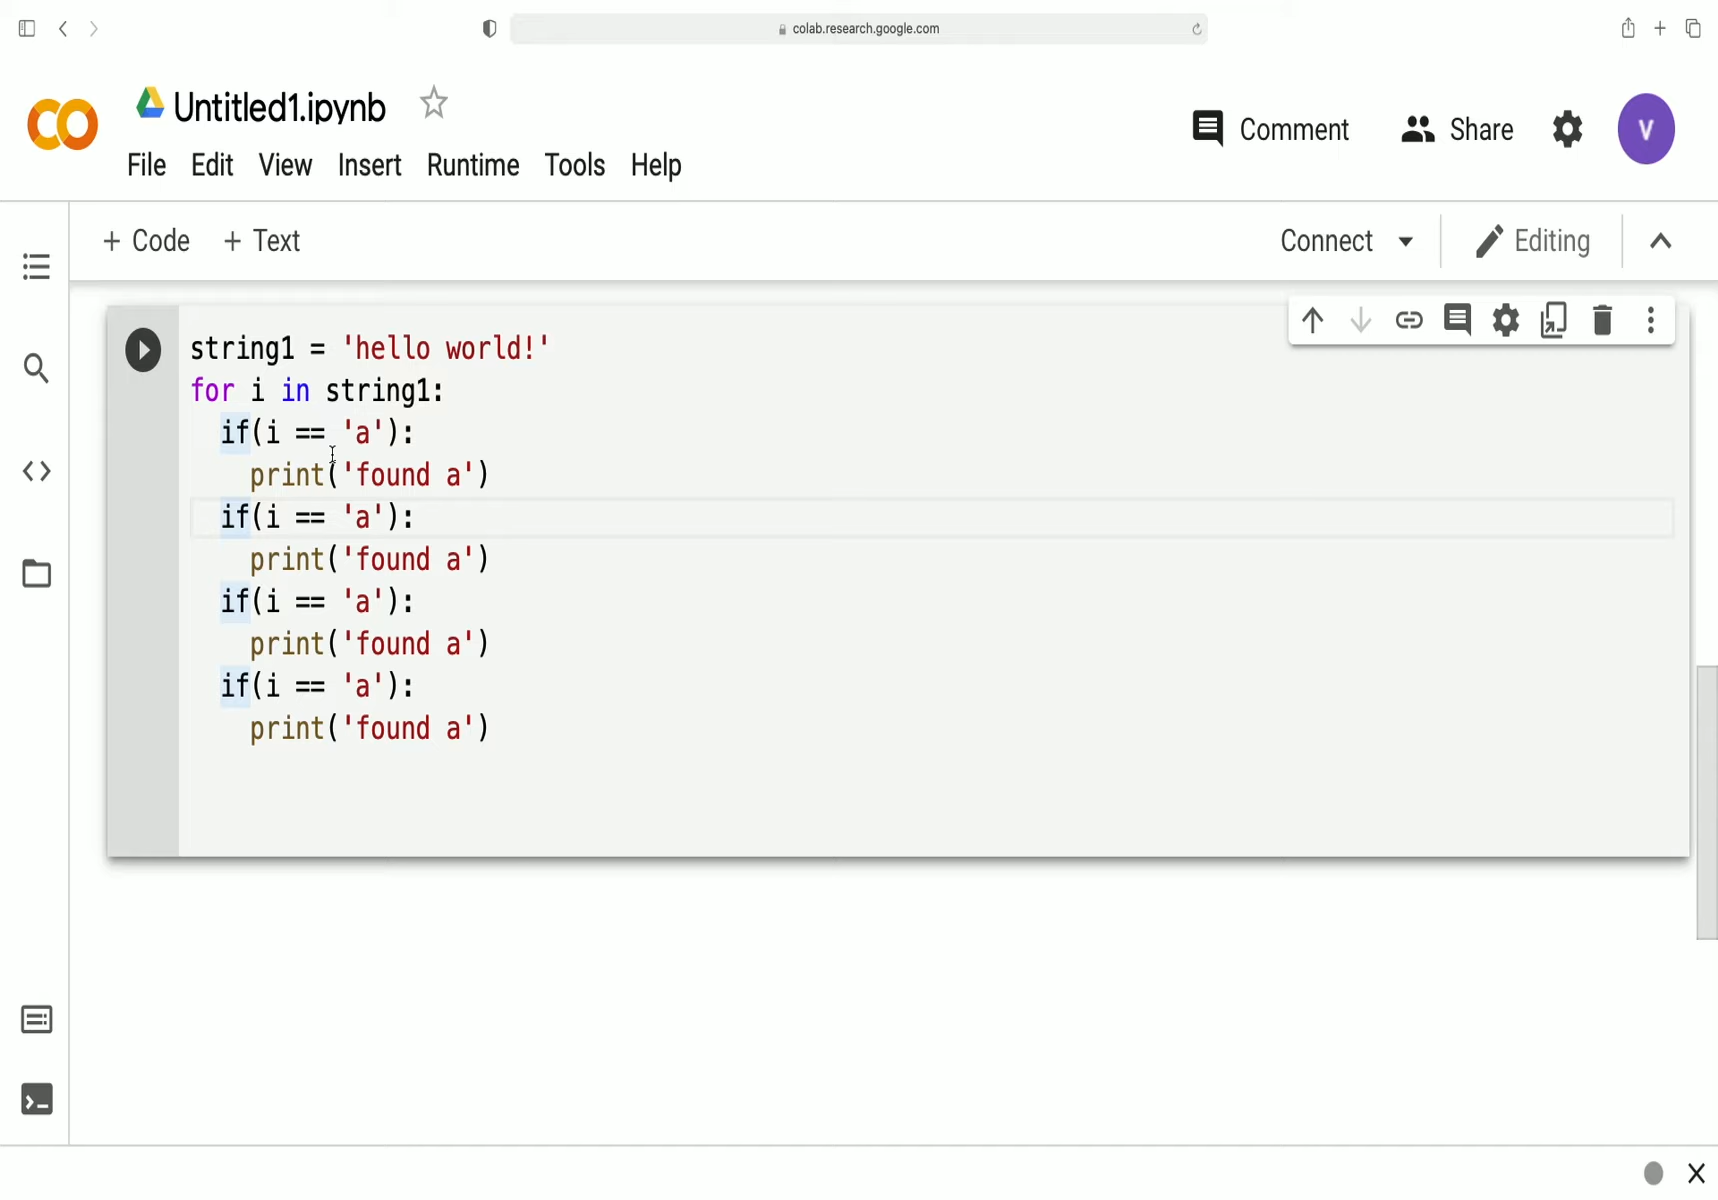 colab.research.google.com
Untitled1.ipynb
Comment
Share
V
File Edit View Insert Runtime Tools Help
+ Code + Text
Connect
Editing
string1 = 'hello world!'
for i in string1:
  if(i == 'a'):
    print('found a')
  if(i == 'a'):
    print('found a')
  if(i == 'a'):
    print('found a')
  if(i == 'a'):
    print('found a')